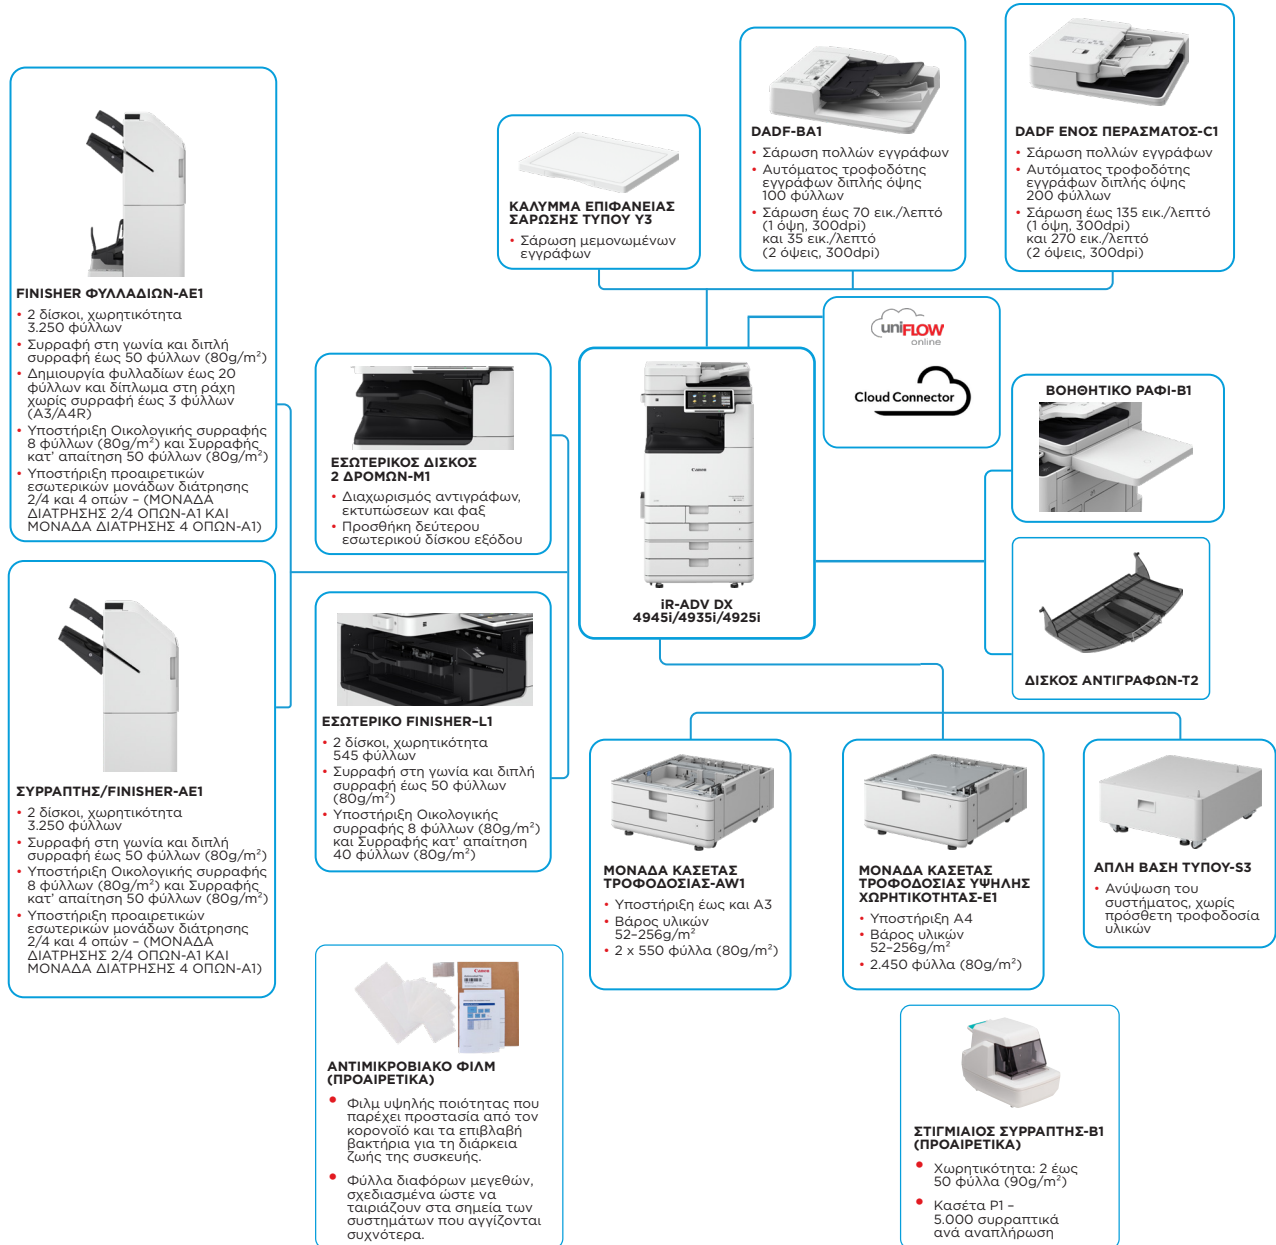 DADF-BA1
• Σάρωση πολλών εγγράφων
• Αυτόματος τροφοδότης
εγγράφων διπλής όψης
100 φύλλων
• Σάρωση έως 70 εικ./λεπτό
(1 όψη, 300dpi)
και 35 εικ./λεπτό
(2 όψεις, 300dpi)
DADF ΕΝΟΣ ΠΕΡΑΣΜΑΤΟΣ-C1
• Σάρωση πολλών εγγράφων
• Αυτόματος τροφοδότης
εγγράφων διπλής όψης
200 φύλλων
• Σάρωση έως 135 εικ./λεπτό
(1 όψη, 300dpi)
και 270 εικ./λεπτό
(2 όψεις, 300dpi)
ΚΑΛΥΜΜΑ ΕΠΙΦΑΝΕΙΑΣ
ΣΑΡΩΣΗΣ ΤΥΠΟΥ Y3
• Σάρωση μεμονωμένων
εγγράφων
FINISHER ΦΥΛΛΑΔΙΩΝ-AE1
• 2 δίσκοι, χωρητικότητα
3.250 φύλλων
• Συρραφή στη γωνία και διπλή
συρραφή έως 50 φύλλων (80g/m²)
• Δημιουργία φυλλαδίων έως 20
φύλλων και δίπλωμα στη ράχη
χωρίς συρραφή έως 3 φύλλων
(A3/A4R)
• Υποστήριξη Οικολογικής συρραφής
8 φύλλων (80g/m²) και Συρραφής
κατ' απαίτηση 50 φύλλων (80g/m²)
• Υποστήριξη προαιρετικών
εσωτερικών μονάδων διάτρησης
2/4 και 4 οπών – (ΜΟΝΑΔΑ
ΔΙΑΤΡΗΣΗΣ 2/4 ΟΠΩΝ-A1 ΚΑΙ
ΜΟΝΑΔΑ ΔΙΑΤΡΗΣΗΣ 4 ΟΠΩΝ-A1)
uniFLOW
online
Cloud Connector
ΕΣΩΤΕΡΙΚΟΣ ΔΙΣΚΟΣ
2 ΔΡΟΜΩΝ-M1
• Διαχωρισμός αντιγράφων,
εκτυπώσεων και φαξ
• Προσθήκη δεύτερου
εσωτερικού δίσκου εξόδου
Canon
iR-ADV DX
4945i/4935i/4925i
ΒΟΗΘΗΤΙΚΟ ΡΑΦΙ-B1
ΔΙΣΚΟΣ ΑΝΤΙΓΡΑΦΩΝ-T2
ΣΥΡΡΑΠΤΗΣ/FINISHER-AE1
• 2 δίσκοι, χωρητικότητα
3.250 φύλλων
• Συρραφή στη γωνία και διπλή
συρραφή έως 50 φύλλων (80g/m²)
• Υποστήριξη Οικολογικής συρραφής
8 φύλλων (80g/m²) και Συρραφής
κατ' απαίτηση 50 φύλλων (80g/m²)
• Υποστήριξη προαιρετικών
εσωτερικών μονάδων διάτρησης
2/4 και 4 οπών – (ΜΟΝΑΔΑ
ΔΙΑΤΡΗΣΗΣ 2/4 ΟΠΩΝ-A1 ΚΑΙ
ΜΟΝΑΔΑ ΔΙΑΤΡΗΣΗΣ 4 ΟΠΩΝ-A1)
ΕΣΩΤΕΡΙΚΟ FINISHER–L1
• 2 δίσκοι, χωρητικότητα
545 φύλλων
• Συρραφή στη γωνία και διπλή
συρραφή έως 50 φύλλων
(80g/m²)
• Υποστήριξη Οικολογικής
συρραφής 8 φύλλων (80g/m²)
και Συρραφής κατ' απαίτηση
40 φύλλων (80g/m²)
ΜΟΝΑΔΑ ΚΑΣΕΤΑΣ
ΤΡΟΦΟΔΟΣΙΑΣ-AW1
• Υποστήριξη έως και A3
• Βάρος υλικών
52–256g/m²
• 2 x 550 φύλλα (80g/m²)
ΜΟΝΑΔΑ ΚΑΣΕΤΑΣ
ΤΡΟΦΟΔΟΣΙΑΣ ΥΨΗΛΗΣ
ΧΩΡΗΤΙΚΟΤΗΤΑΣ-E1
• Υποστήριξη A4
• Βάρος υλικών
52–256g/m²
• 2.450 φύλλα (80g/m²)
ΑΠΛΗ ΒΑΣΗ ΤΥΠΟΥ-S3
• Ανύψωση του
συστήματος, χωρίς
πρόσθετη τροφοδοσία
υλικών
Canon
ΑΝΤΙΜΙΚΡΟΒΙΑΚΟ ΦΙΛΜ
(ΠΡΟΑΙΡΕΤΙΚΑ)
• Φιλμ υψηλής ποιότητας που
παρέχει προστασία από τον
κορονοϊό και τα επιβλαβή
βακτήρια για τη διάρκεια
ζωής της συσκευής.
• Φύλλα διαφόρων μεγεθών,
σχεδιασμένα ώστε να
ταιριάζουν στα σημεία των
συστημάτων που αγγίζονται
συχνότερα.
ΣΤΙΓΜΙΑΙΟΣ ΣΥΡΡΑΠΤΗΣ-B1
(ΠΡΟΑΙΡΕΤΙΚΑ)
• Χωρητικότητα: 2 έως
50 φύλλα (90g/m²)
• Κασέτα P1 –
5.000 συρραπτικά
ανά αναπλήρωση